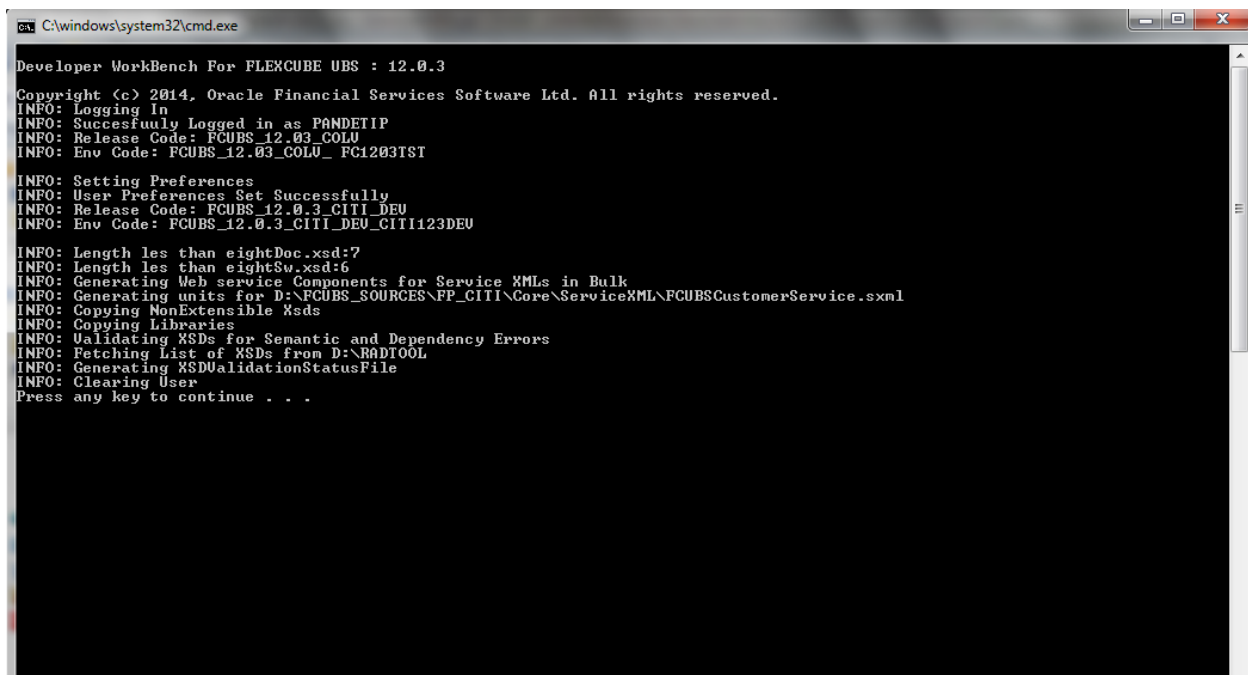 C:\windows\system32\cmd.exe
Developer WorkBench For FLEXCUBE UBS : 12.0.3
Copyright (c) 2014, Oracle Financial Services Software Ltd. All rights reserved.
INFO: Logging In
INFO: Succesfuuly Logged in as PANDETIP
INFO: Release Code: FCUBS_12.03_COLV
INFO: Env Code: FCUBS_12.03_COLV_ FC1203TST
INFO: Setting Preferences
INFO: User Preferences Set Successfully
INFO: Release Code: FCUBS_12.0.3_CITI_DEV
INFO: Env Code: FCUBS_12.0.3_CITI_DEV_CITI123DEV
INFO: Length les than eightDoc.xsd:7
INFO: Length les than eightSw.xsd:6
INFO: Generating Web service Components for Service XMLs in Bulk
INFO: Generating units for D:\FCUBS_SOURCES\FP_CITI\Core\ServiceXML\FCUBSCustomerService.sxml
INFO: Copying NonExtensible Xsds
INFO: Copying Libraries
INFO: Validating XSDs for Semantic and Dependency Errors
INFO: Fetching List of XSDs from D:\RADTOOL
INFO: Generating XSDValidationStatusFile
INFO: Clearing User
Press any key to continue . . .